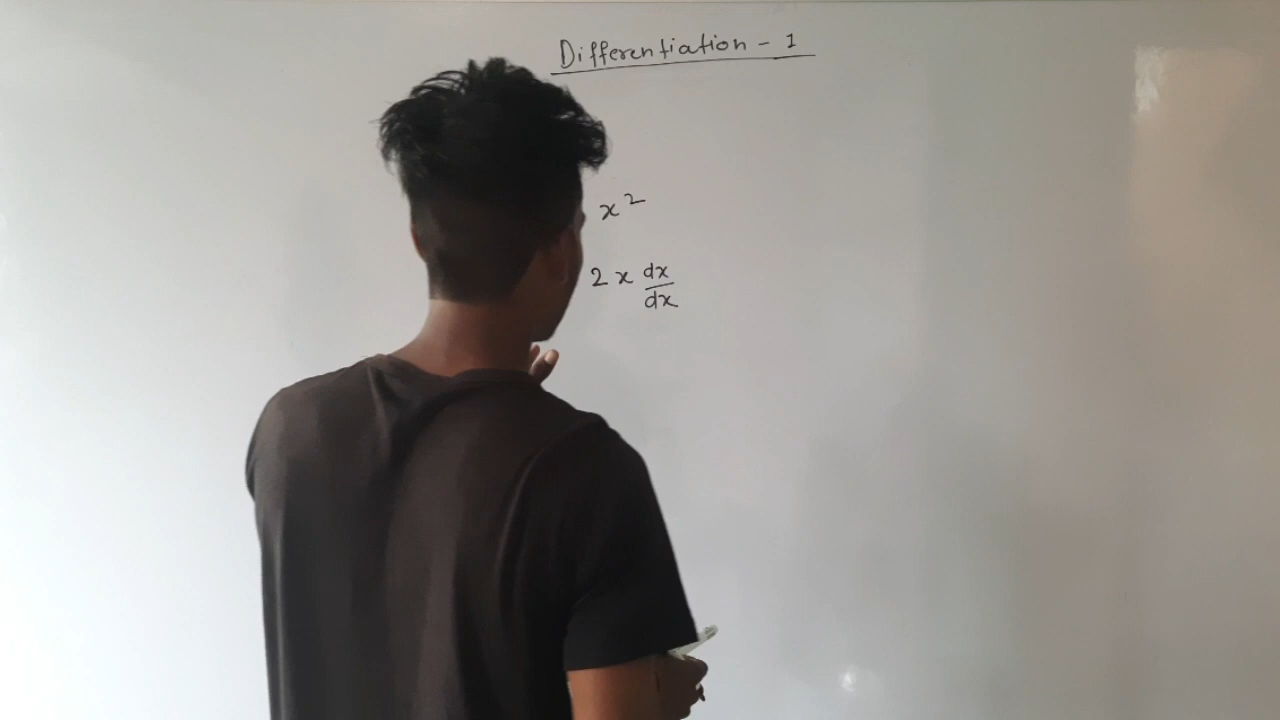 Differentiation - 1
x²
2x dx/dx